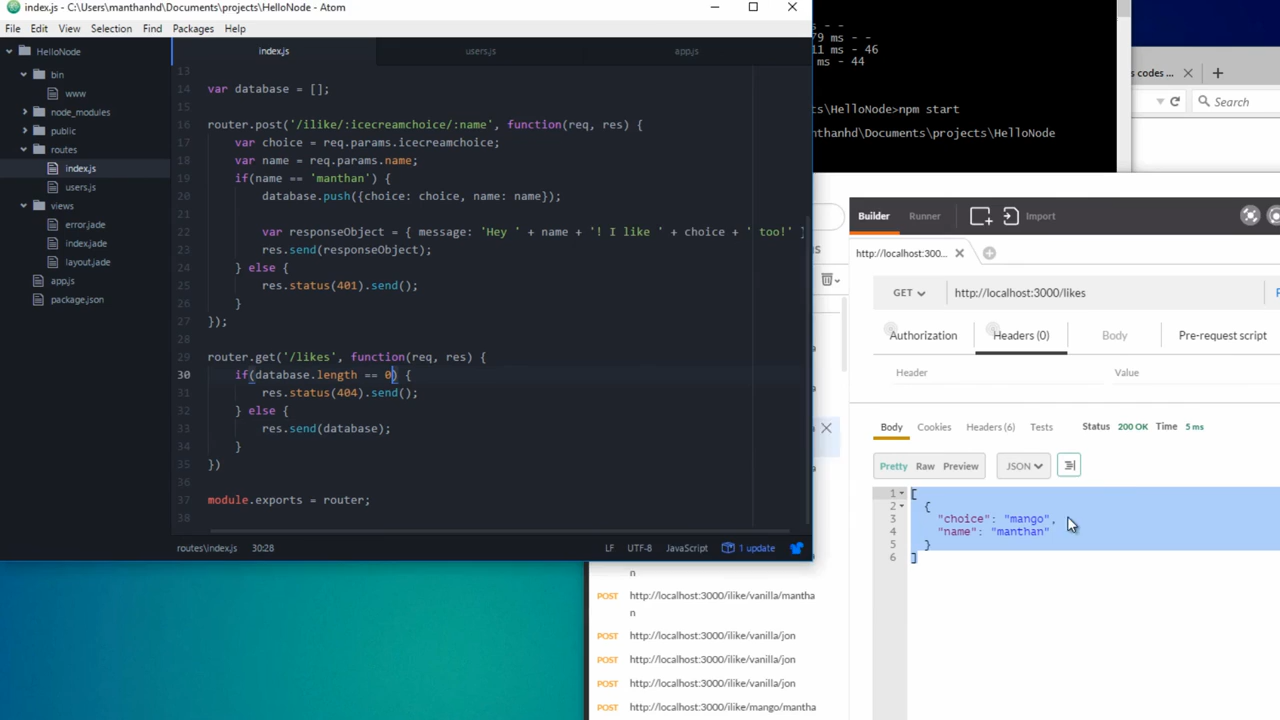 index.js - C:\Users\manthanhd\Documents\projects\HelloNode - Atom
File Edit View Selection Find Packages Help
HelloNode
bin
www
node_modules
public
routes
index.js
users.js
views
error.jade
index.jade
layout.jade
app.js
package.json
index.js users.js app.js
13
14 var database = [];
15
16 router.post('/ilike/:icecreamchoice/:name', function(req, res) {
17 var choice = req.params.icecreamchoice;
18 var name = req.params.name;
19 if(name == 'manthan') {
20 database.push({choice: choice, name: name});
21
22 var responseObject = { message: 'Hey ' + name + '! I like ' + choice + ' too!' }
23 res.send(responseObject);
24 } else {
25 res.status(401).send();
26 }
27 });
28
29 router.get('/likes', function(req, res) {
30 if(database.length == 0) {
31 res.status(404).send();
32 } else {
33 res.send(database);
34 }
35 })
36
37 module.exports = router;
38
routes\index.js 30:28 LF UTF-8 JavaScript 1 update
ms - -
79 ms - -
11 ms - 46
ms - 44
s\HelloNode>npm start
nthanhd\Documents\projects\HelloNode
s codes ...
Search
Builder Runner Import
http://localhost:300...
GET http://localhost:3000/likes
Authorization Headers (0) Body Pre-request script
Header Value
Body Cookies Headers (6) Tests Status 200 OK Time 5 ms
Pretty Raw Preview JSON
1 [
2 {
3 "choice": "mango",
4 "name": "manthan"
5 }
6 ]
n
POST http://localhost:3000/ilike/vanilla/mantha
n
POST http://localhost:3000/ilike/vanilla/jon
POST http://localhost:3000/ilike/vanilla/jon
POST http://localhost:3000/ilike/vanilla/jon
POST http://localhost:3000/ilike/mango/mantha